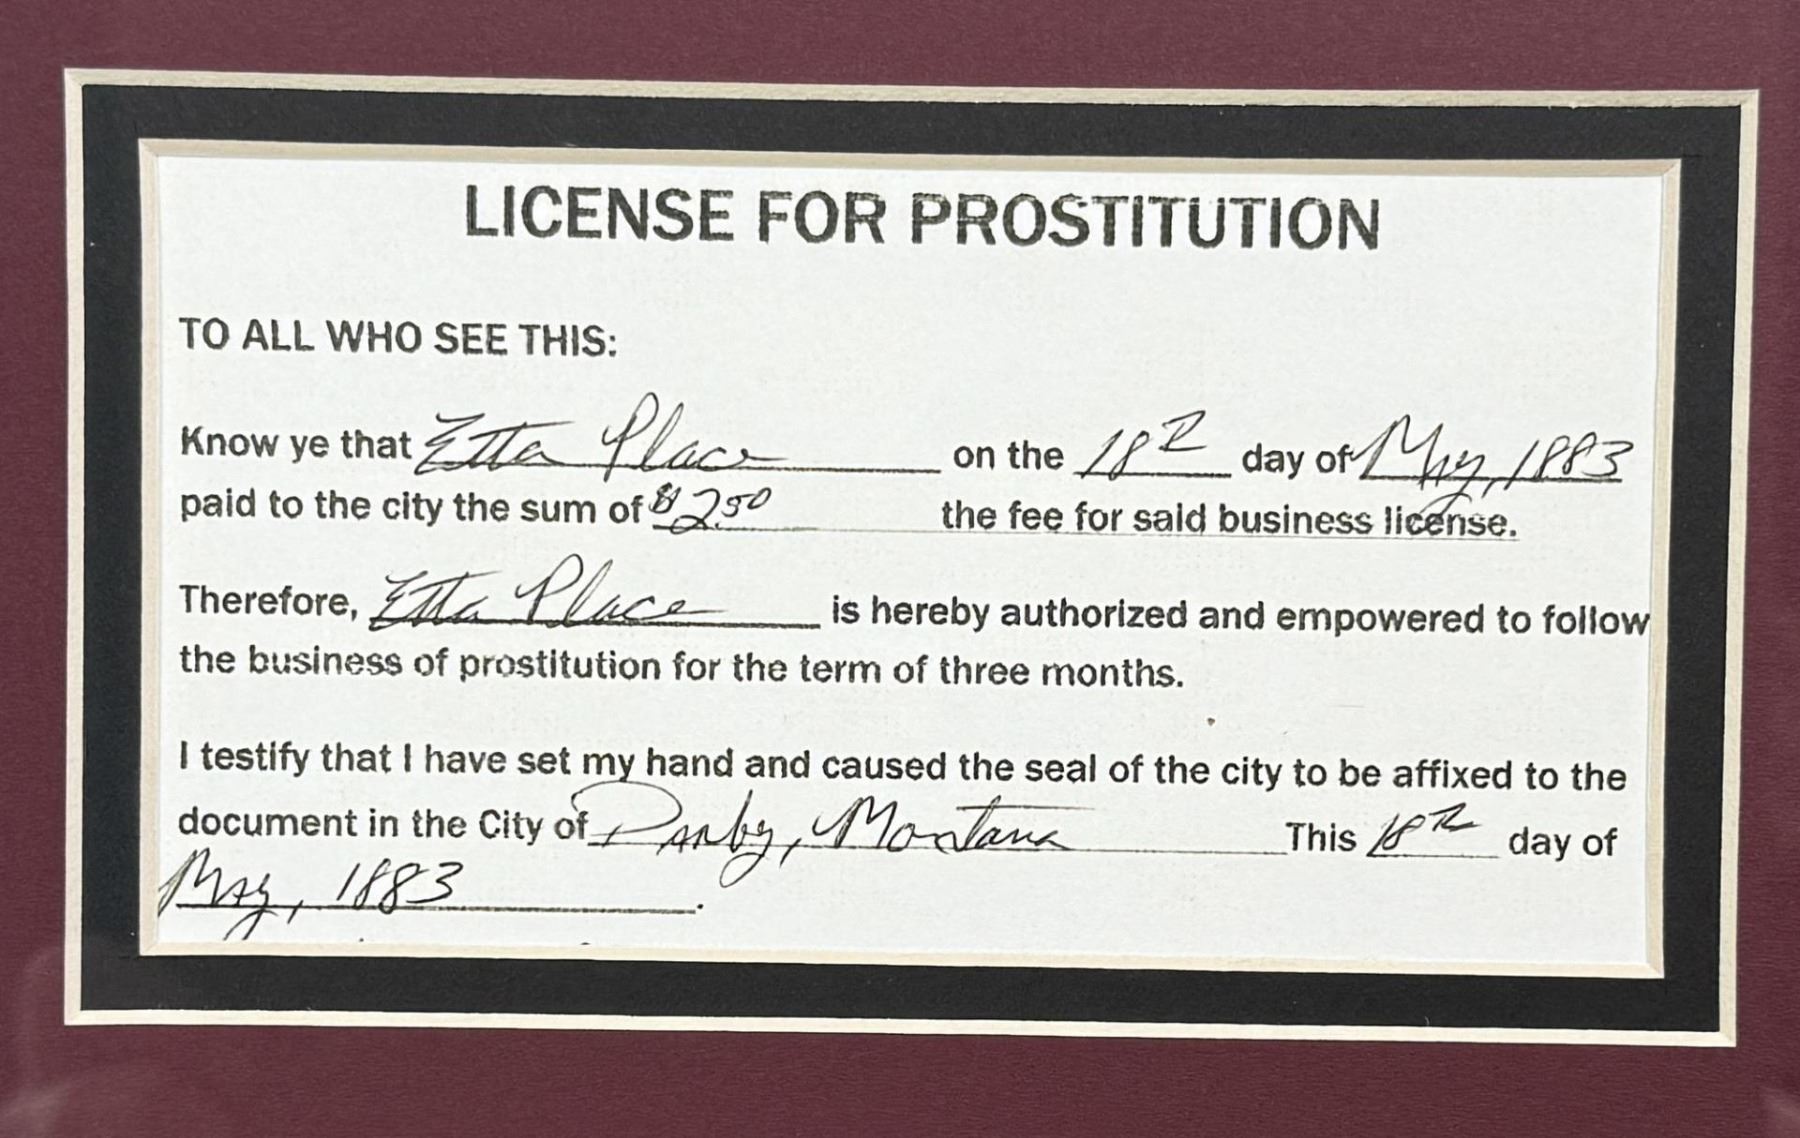 LICENSE FOR PROSTITUTION
TO ALL WHO SEE THIS:
Know ye that Etta Place on the 18th day of May, 1883
paid to the city the sum of $2.50 the fee for said business license.
Therefore, Etta Place is hereby authorized and empowered to follow
the business of prostitution for the term of three months.
I testify that I have set my hand and caused the seal of the city to be affixed to the
document in the City of Darby, Montana This 18th day of
May, 1883.